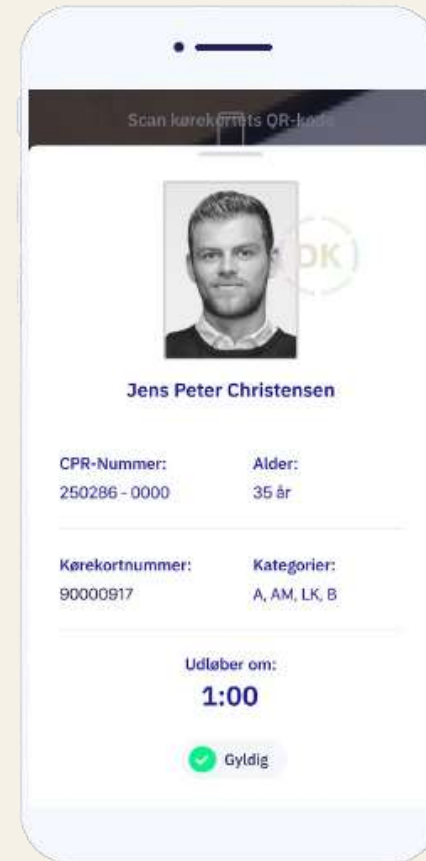 Scan kørekortets QR-kode
DK
Jens Peter Christensen
CPR-Nummer: Alder:
250286 - 0000 35 år
Kørekortnummer: Kategorier:
90000917 A, AM, LK, B
Udløber om:
1:00
Gyldig